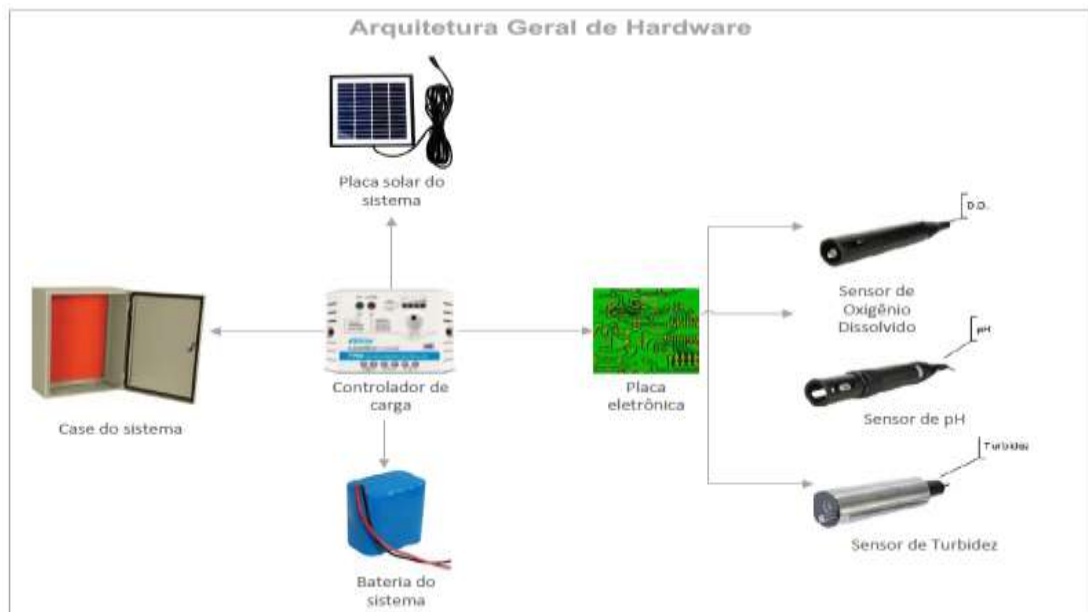 Arquitetura Geral de Hardware
Placa solar do
sistema
D.O.
Sensor de
Oxigênio
Dissolvido
pH
Controlador de
carga
Placa
eletrônica
Case do sistema
Sensor de pH
Turbidez
Sensor de Turbidez
Bateria do
sistema